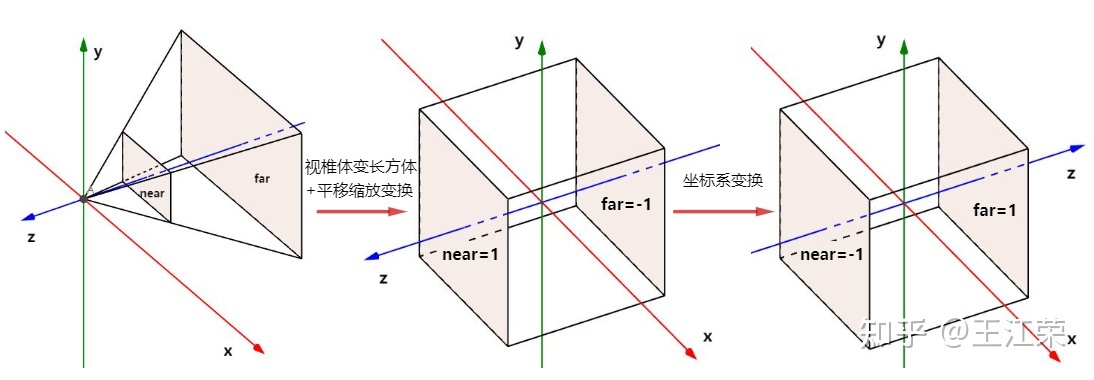 y
A
near
far
z
x
视椎体变长方体
+平移缩放变换
y
far=-1
near=1
z
x
坐标系变换
y
z
far=1
near=-1
x
知乎 @王江荣